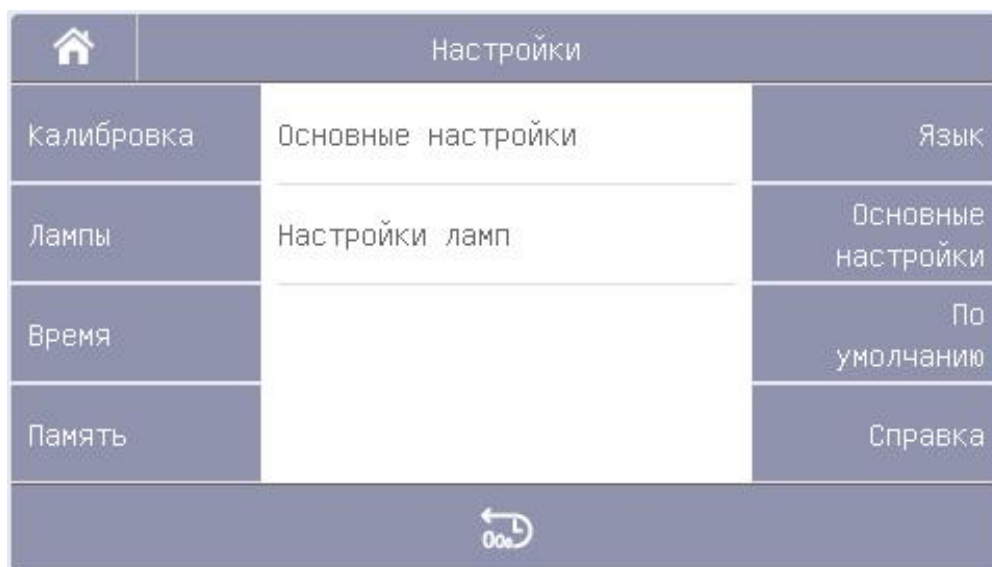 Настройки
Калибровка
Основные настройки
Язык
Лампы
Настройки ламп
Основные
настройки
Время
По
умолчанию
Память
Справка